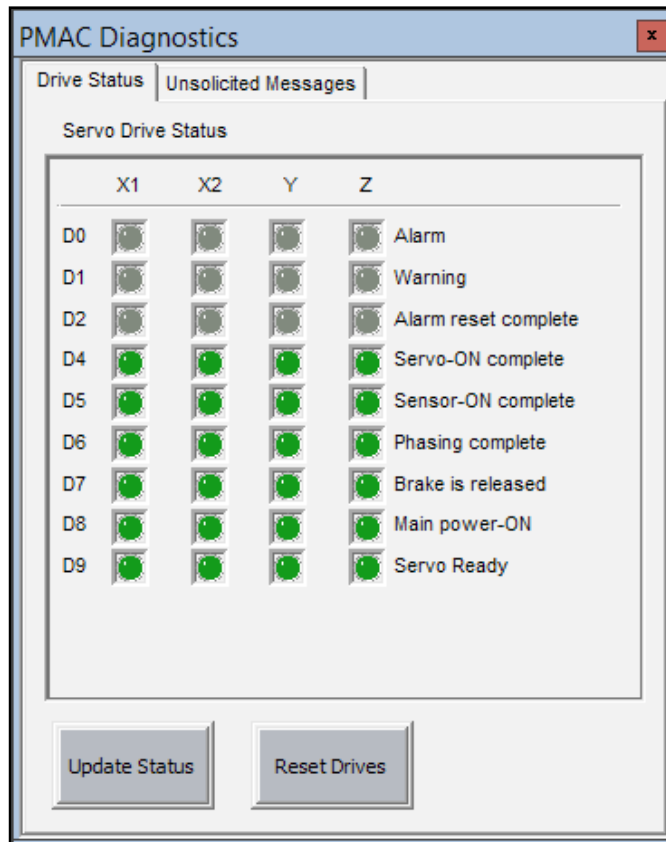 PMAC Diagnostics x
Drive Status Unsolicited Messages
Servo Drive Status
X1 X2 Y Z
D0 Alarm
D1 Warning
D2 Alarm reset complete
D4 Servo-ON complete
D5 Sensor-ON complete
D6 Phasing complete
D7 Brake is released
D8 Main power-ON
D9 Servo Ready
Update Status Reset Drives